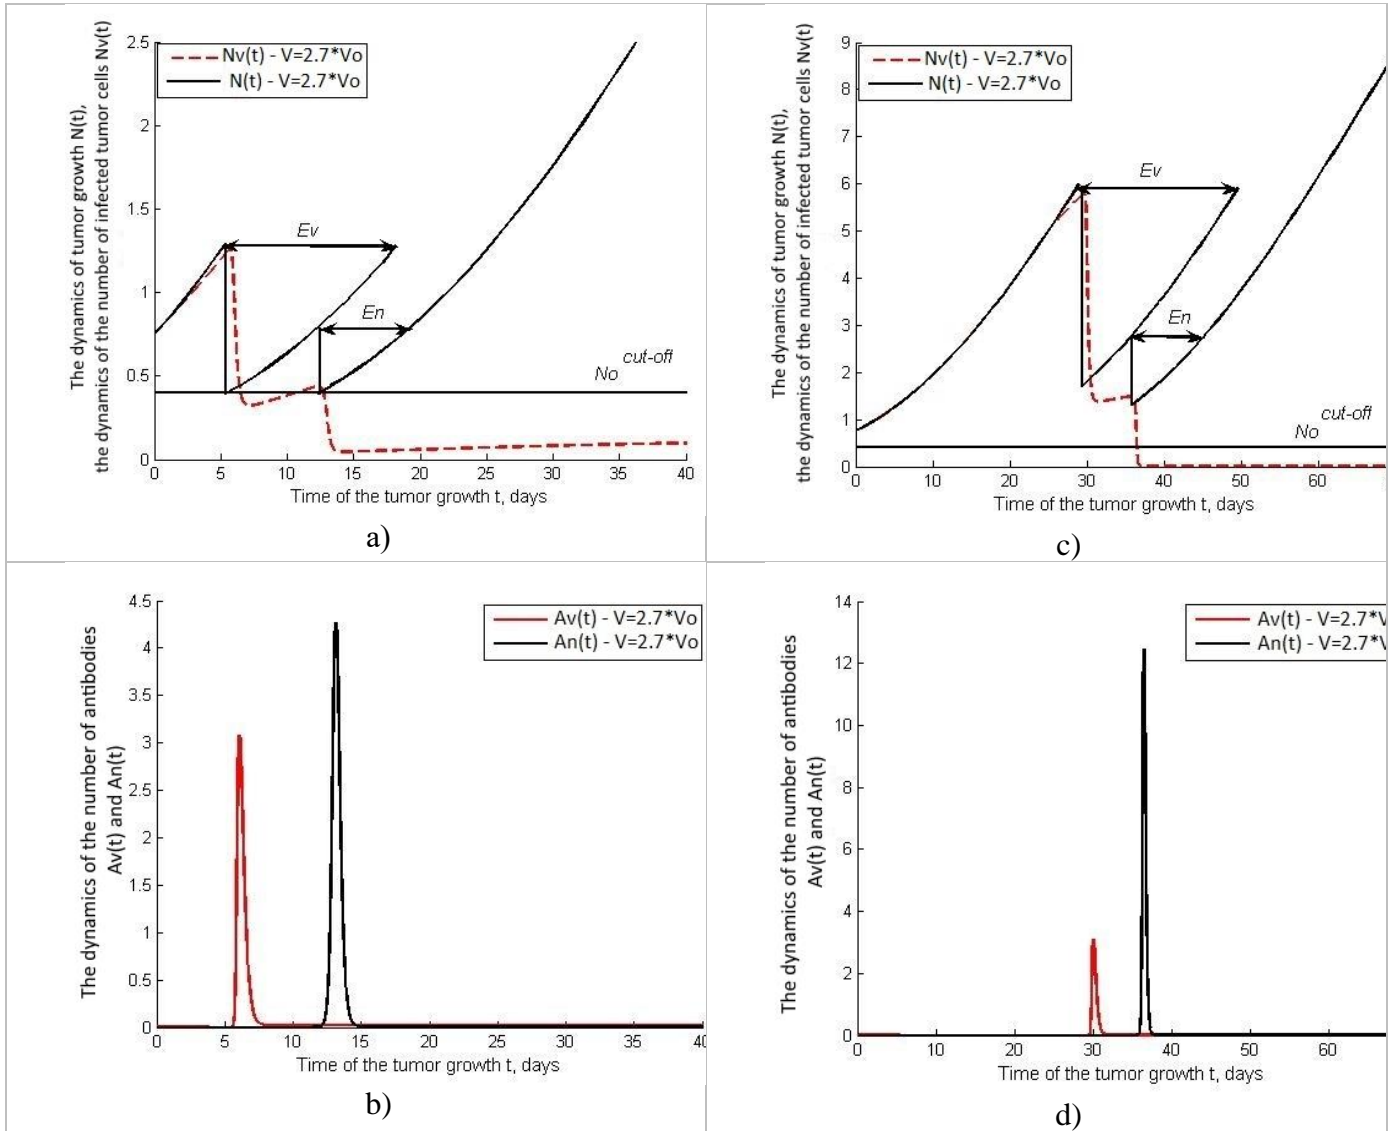 The dynamics of tumor growth N(t),
the dynamics of the number of infected tumor cells Nv(t)
2.5
2
1.5
1
0.5
0
Nv(t) - V=2.7*Vo
N(t) - V=2.7*Vo
Ev
En
No cut-off
0 5 10 15 20 25 30 35 40
Time of the tumor growth t, days
a)
The dynamics of tumor growth N(t),
the dynamics of the number of infected tumor cells Nv(t)
9
8
7
6
5
4
3
2
1
0
Nv(t) - V=2.7*Vo
N(t) - V=2.7*Vo
Ev
En
No cut-off
0 10 20 30 40 50 60
Time of the tumor growth t, days
c)
The dynamics of the number of antibodies
Av(t) and An(t)
4.5
4
3.5
3
2.5
2
1.5
1
0.5
0
Av(t) - V=2.7*Vo
An(t) - V=2.7*Vo
0 5 10 15 20 25 30 35 40
Time of the tumor growth t, days
b)
The dynamics of the number of antibodies
Av(t) and An(t)
14
12
10
8
6
4
2
0
Av(t) - V=2.7*V
An(t) - V=2.7*V
0 10 20 30 40 50 60
Time of the tumor growth t, days
d)